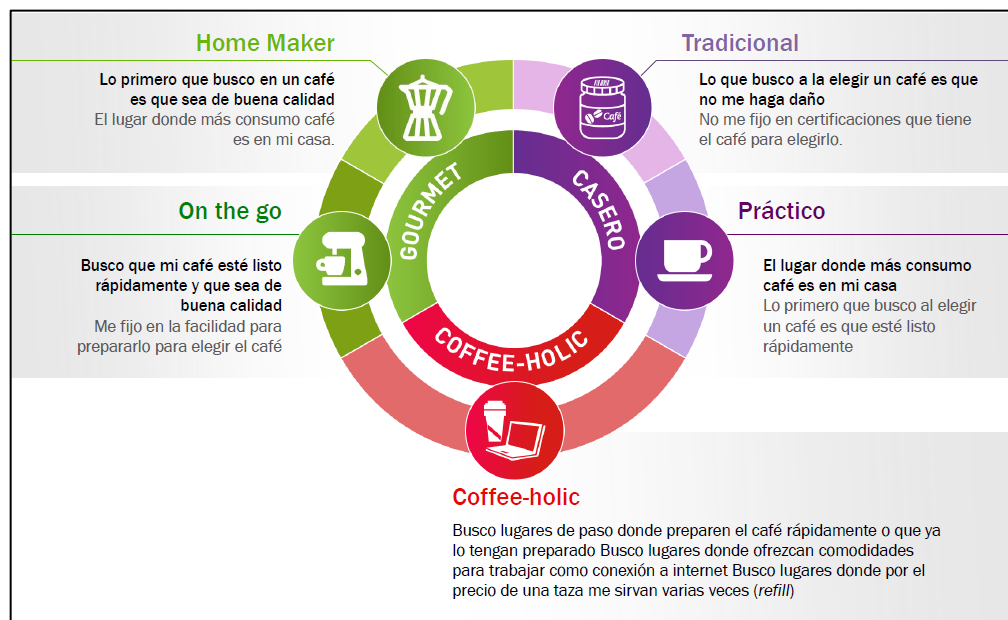 Home Maker
Lo primero que busco en un café
es que sea de buena calidad
El lugar donde más consumo café
es en mi casa.
Tradicional
Lo que busco a la elegir un café es que
no me haga daño
No me fijo en certificaciones que tiene
el café para elegirlo.
Café
GOURMET
CASERO
COFFEE-HOLIC
On the go
Busco que mi café esté listo
rápidamente y que sea de
buena calidad
Me fijo en la facilidad para
prepararlo para elegir el café
Práctico
El lugar donde más consumo
café es en mi casa
Lo primero que busco al elegir
un café es que esté listo
rápidamente
Coffee-holic
Busco lugares de paso donde preparen el café rápidamente o que ya
lo tengan preparado Busco lugares donde ofrezcan comodidades
para trabajar como conexión a internet Busco lugares donde por el
precio de una taza me sirvan varias veces (refill)